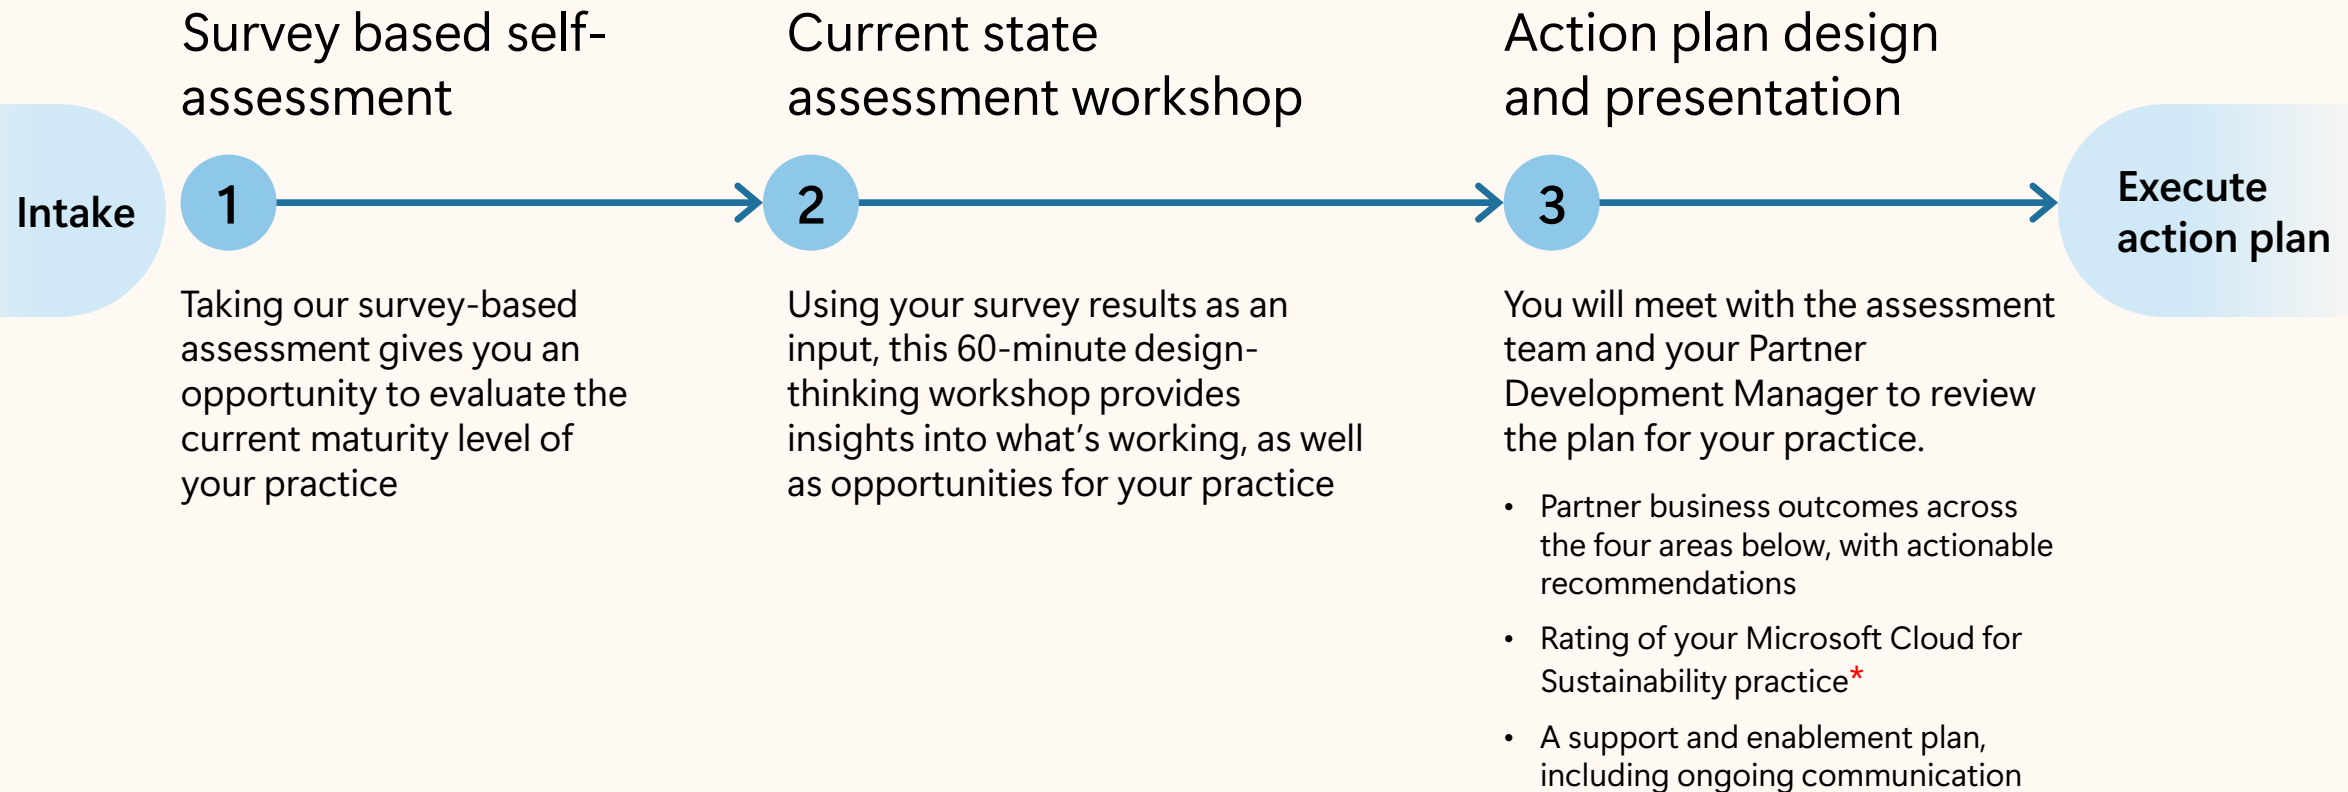 Intake
Survey based self-
assessment
1
Taking our survey-based
assessment gives you an
opportunity to evaluate the
current maturity level of
your practice
Current state
assessment workshop
2
Using your survey results as an
input, this 60-minute design-
thinking workshop provides
insights into what’s working, as well
as opportunities for your practice
Action plan design
and presentation
3
You will meet with the assessment
team and your Partner
Development Manager to review
the plan for your practice.
• Partner business outcomes across
the four areas below, with actionable
recommendations
• Rating of your Microsoft Cloud for
Sustainability practice*
• A support and enablement plan,
including ongoing communication
Execute
action plan